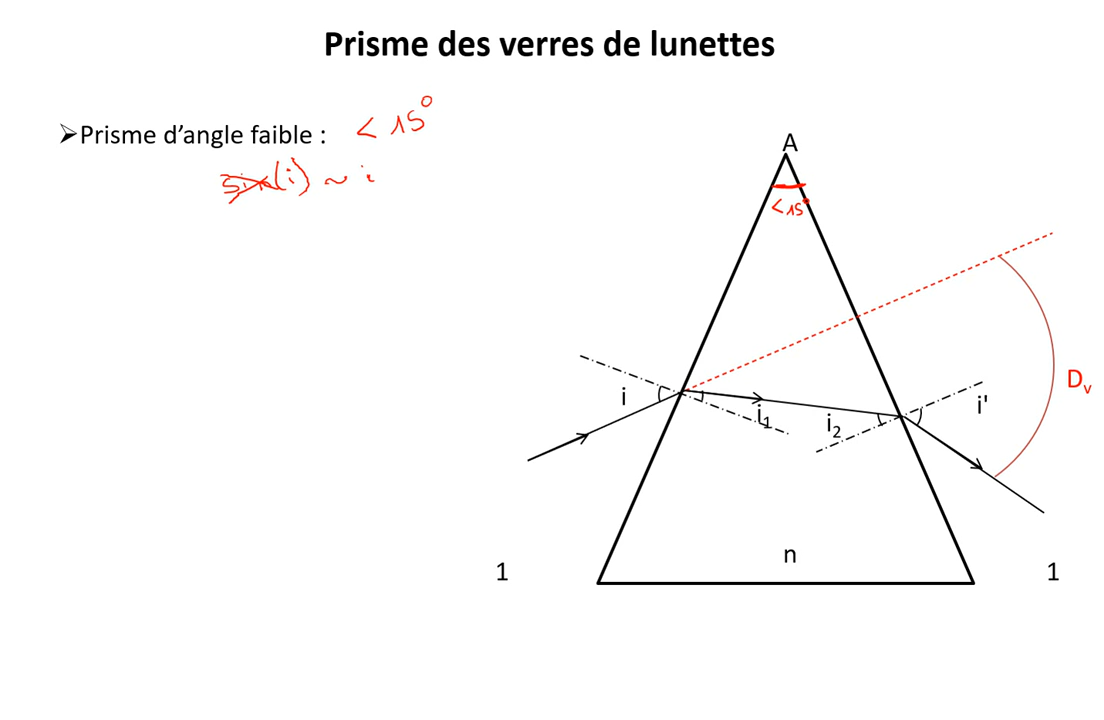 Prisme des verres de lunettes
➤Prisme d’angle faible : < 15°
sin(i) ~ i
A
< 15°
D_v
i
i₁
i₂
i'
n
1
1